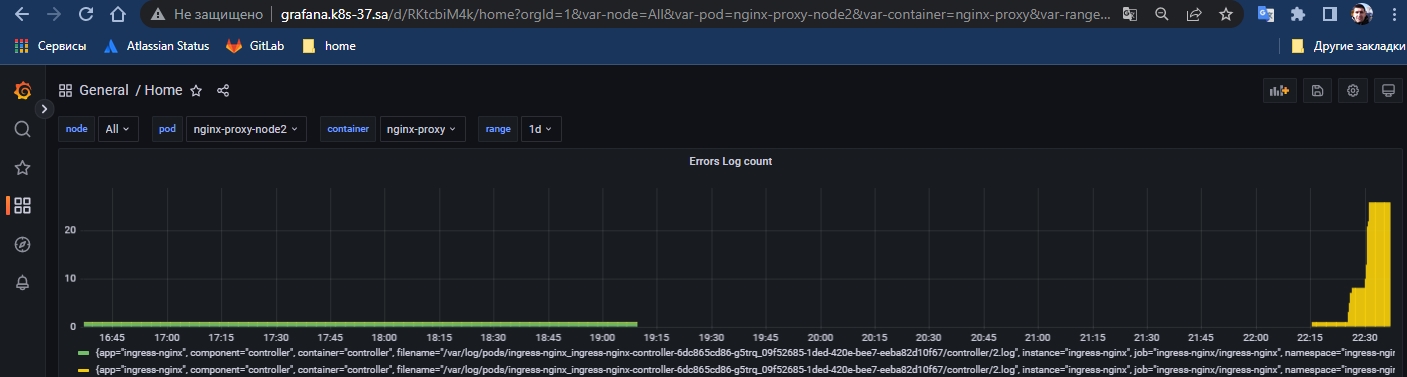 Не защищено grafana.k8s-37.sa/d/RKtcbiM4k/home?orgId=1&var-node=All&var-pod=nginx-proxy-node2&var-container=nginx-proxy&var-range...
Сервисы Atlassian Status GitLab home Другие закладки
General / Home
node All pod nginx-proxy-node2 container nginx-proxy range 1d
Errors Log count
20
10
0
16:45 17:00 17:15 17:30 17:45 18:00 18:15 18:30 18:45 19:00 19:15 19:30 19:45 20:00 20:15 20:30 20:45 21:00 21:15 21:30 21:45 22:00 22:15 22:30
{app="ingress-nginx", component="controller", container="controller", filename="/var/log/pods/ingress-nginx_ingress-nginx-controller-6dc865cd86-g5trq_09f52685-1ded-420e-bee7-eeba82d10f67/controller/2.log", instance="ingress-nginx", job="ingress-nginx/ingress-nginx", namespace="ingress-ngin
{app="ingress-nginx", component="controller", container="controller", filename="/var/log/pods/ingress-nginx_ingress-nginx-controller-6dc865cd86-g5trq_09f52685-1ded-420e-bee7-eeba82d10f67/controller/2.log", instance="ingress-nginx", job="ingress-nginx/ingress-nginx", namespace="ingress-ngin